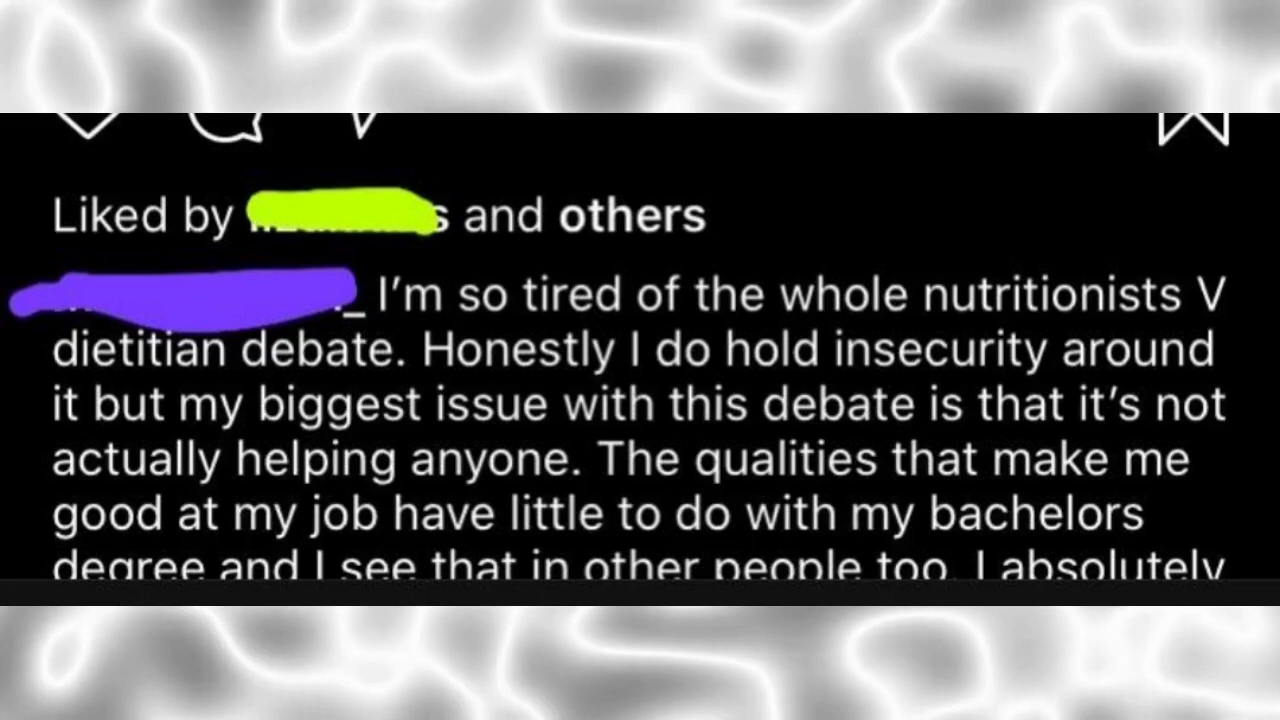 Liked by and others
I’m so tired of the whole nutritionists V
dietitian debate. Honestly I do hold insecurity around
it but my biggest issue with this debate is that it’s not
actually helping anyone. The qualities that make me
good at my job have little to do with my bachelors
degree and I see that in other people too. I absolutely